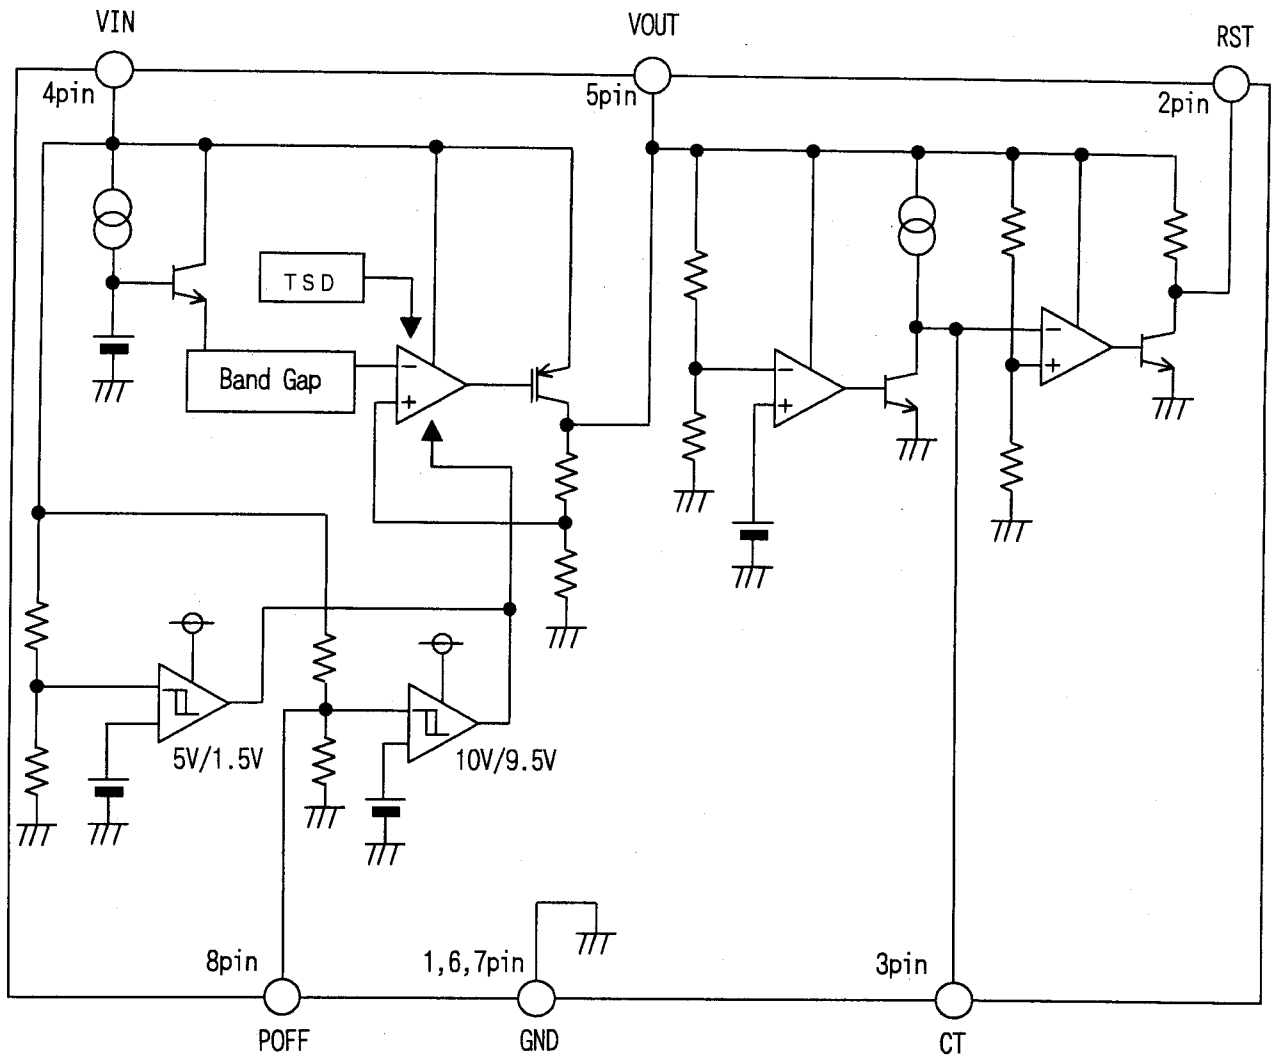 VIN
VOUT
RST
4pin
5pin
2pin
TSD
Band Gap
−
+
−
+
−
+
5V/1.5V
10V/9.5V
8pin
1,6,7pin
3pin
POFF
GND
CT